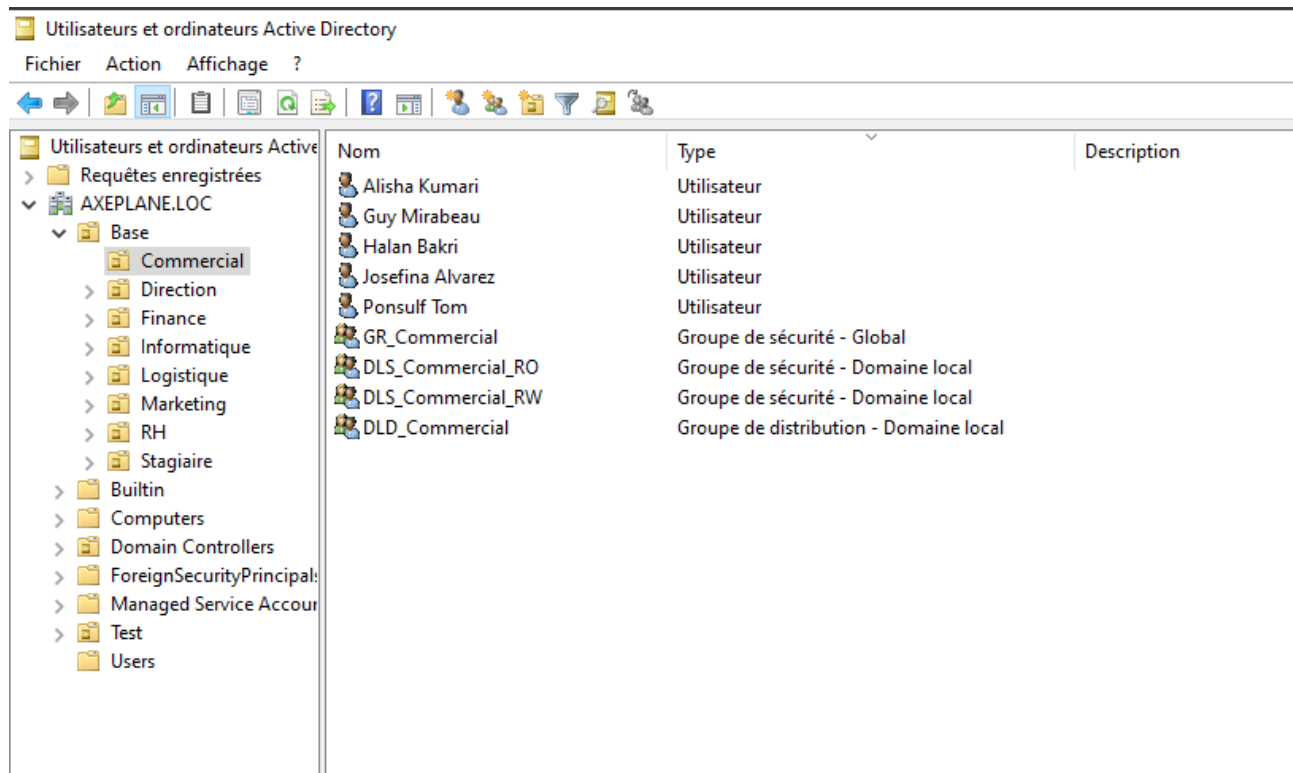 Utilisateurs et ordinateurs Active Directory
Fichier Action Affichage ?
Utilisateurs et ordinateurs Active
Requêtes enregistrées
AXEPLANE.LOC
Base
Commercial
Direction
Finance
Informatique
Logistique
Marketing
RH
Stagiaire
Builtin
Computers
Domain Controllers
ForeignSecurityPrincipals
Managed Service Accour
Test
Users
Nom Type Description
Alisha Kumari Utilisateur
Guy Mirabeau Utilisateur
Halan Bakri Utilisateur
Josefina Alvarez Utilisateur
Ponsulf Tom Utilisateur
GR_Commercial Groupe de sécurité - Global
DLS_Commercial_RO Groupe de sécurité - Domaine local
DLS_Commercial_RW Groupe de sécurité - Domaine local
DLD_Commercial Groupe de distribution - Domaine local